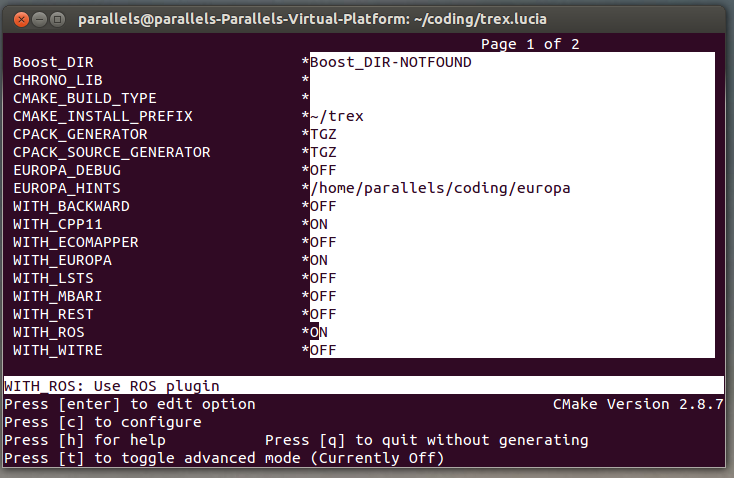 parallels@parallels-Parallels-Virtual-Platform: ~/coding/trex.lucia
Page 1 of 2
Boost_DIR *Boost_DIR-NOTFOUND
CHRONO_LIB *
CMAKE_BUILD_TYPE *
CMAKE_INSTALL_PREFIX *~/trex
CPACK_GENERATOR *TGZ
CPACK_SOURCE_GENERATOR *TGZ
EUROPA_DEBUG *OFF
EUROPA_HINTS */home/parallels/coding/europa
WITH_BACKWARD *OFF
WITH_CPP11 *ON
WITH_ECOMAPPER *OFF
WITH_EUROPA *ON
WITH_LSTS *OFF
WITH_MBARI *OFF
WITH_REST *OFF
WITH_ROS *ON
WITH_WITRE *OFF
WITH_ROS: Use ROS plugin
Press [enter] to edit option CMake Version 2.8.7
Press [c] to configure
Press [h] for help Press [q] to quit without generating
Press [t] to toggle advanced mode (Currently Off)